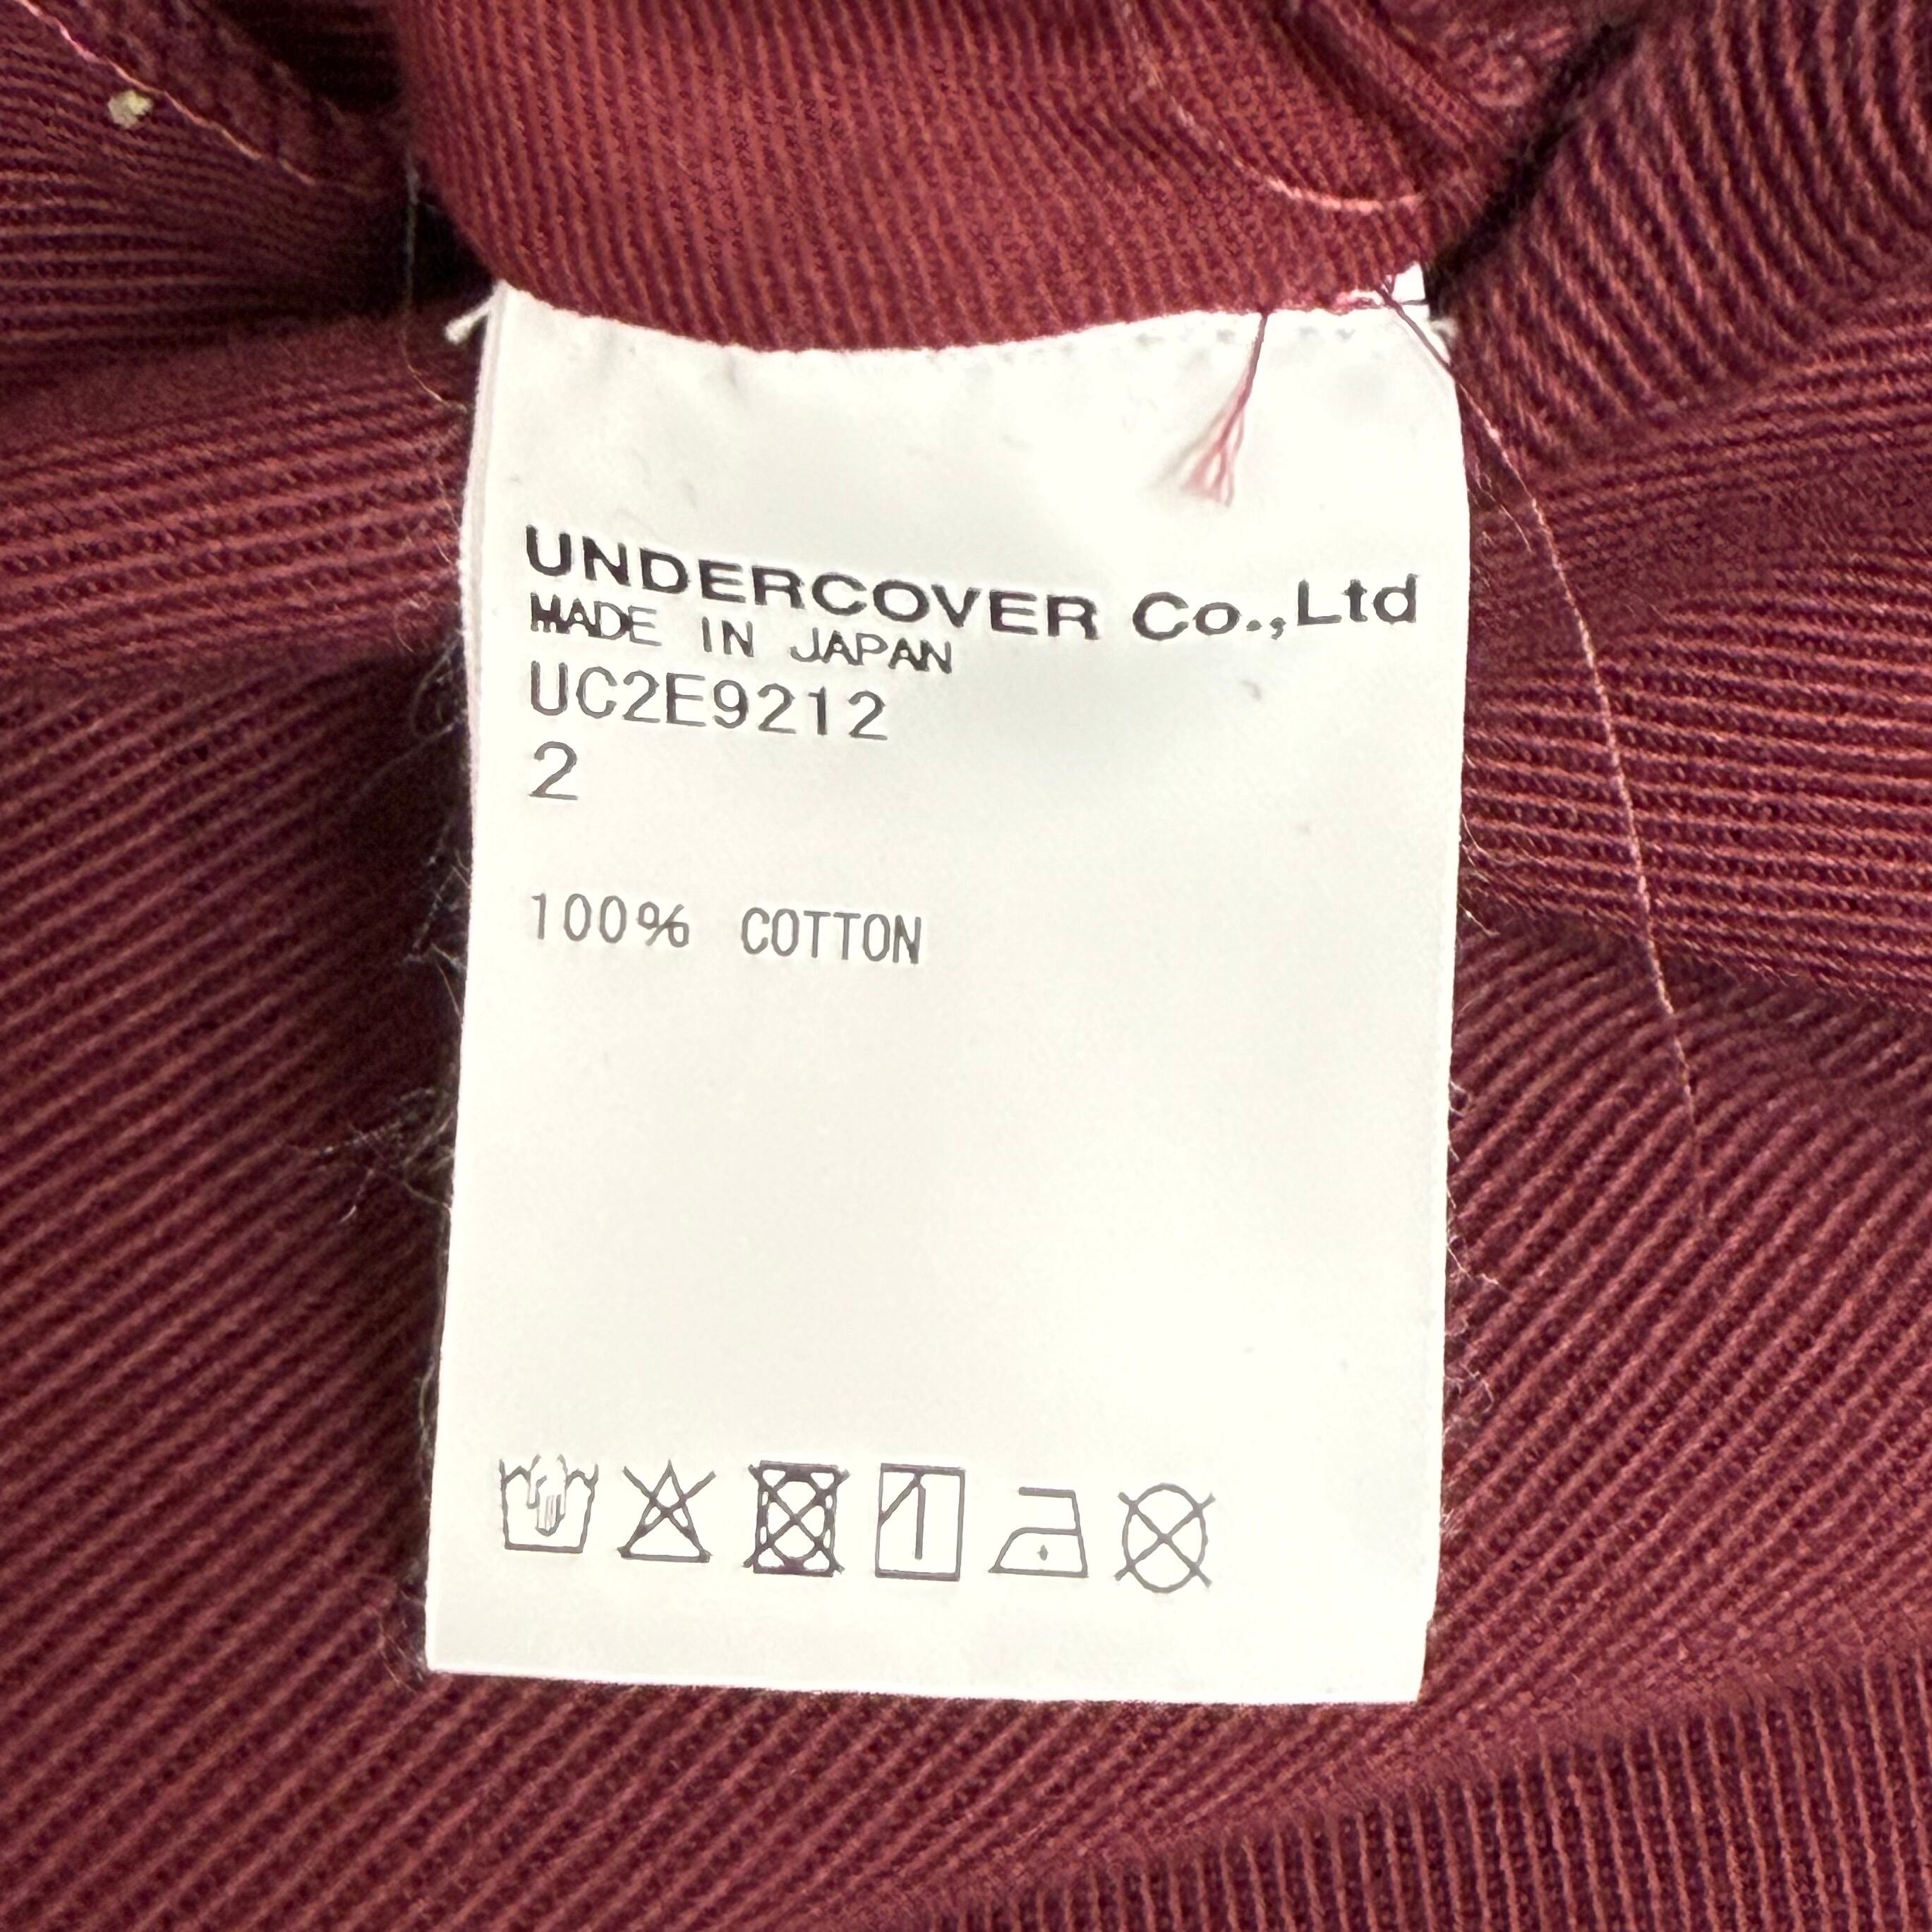 UNDERCOVER Co.,Ltd
MADE IN JAPAN
UC2E9212
2
100% COTTON